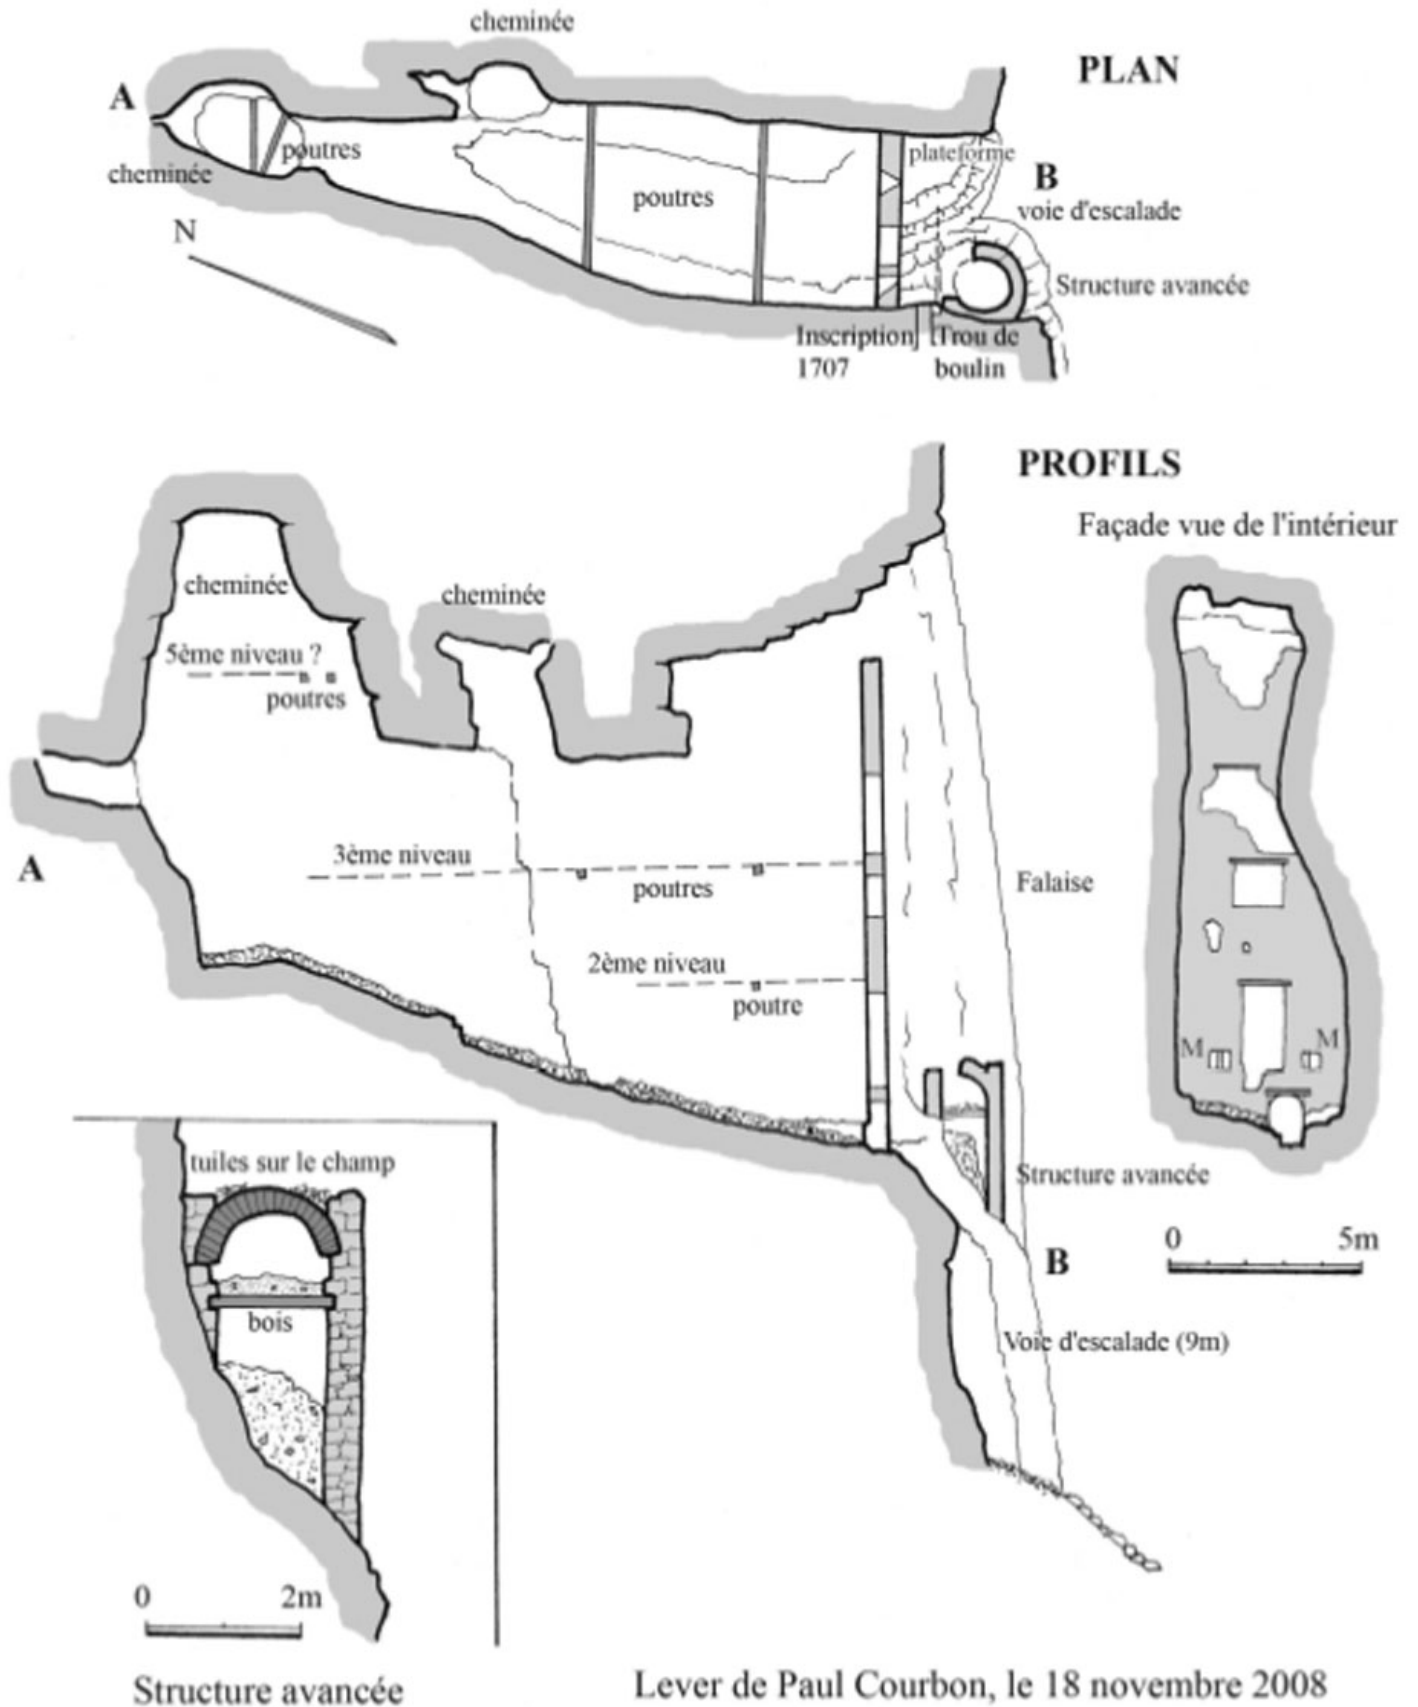 cheminée
PLAN
A
poutres
plateforme
cheminée
B
poutres
voie d'escalade
N
Structure avancée
Inscription
1707
Trou de
boulin
PROFILS
Façade vue de l'intérieur
cheminée
cheminée
5ème niveau ?
poutres
3ème niveau
A
poutres
Falaise
2ème niveau
poutre
M
M
tuiles sur le champ
Structure avancée
0
5m
B
bois
Voie d'escalade (9m)
0
2m
Structure avancée
Lever de Paul Courbon, le 18 novembre 2008